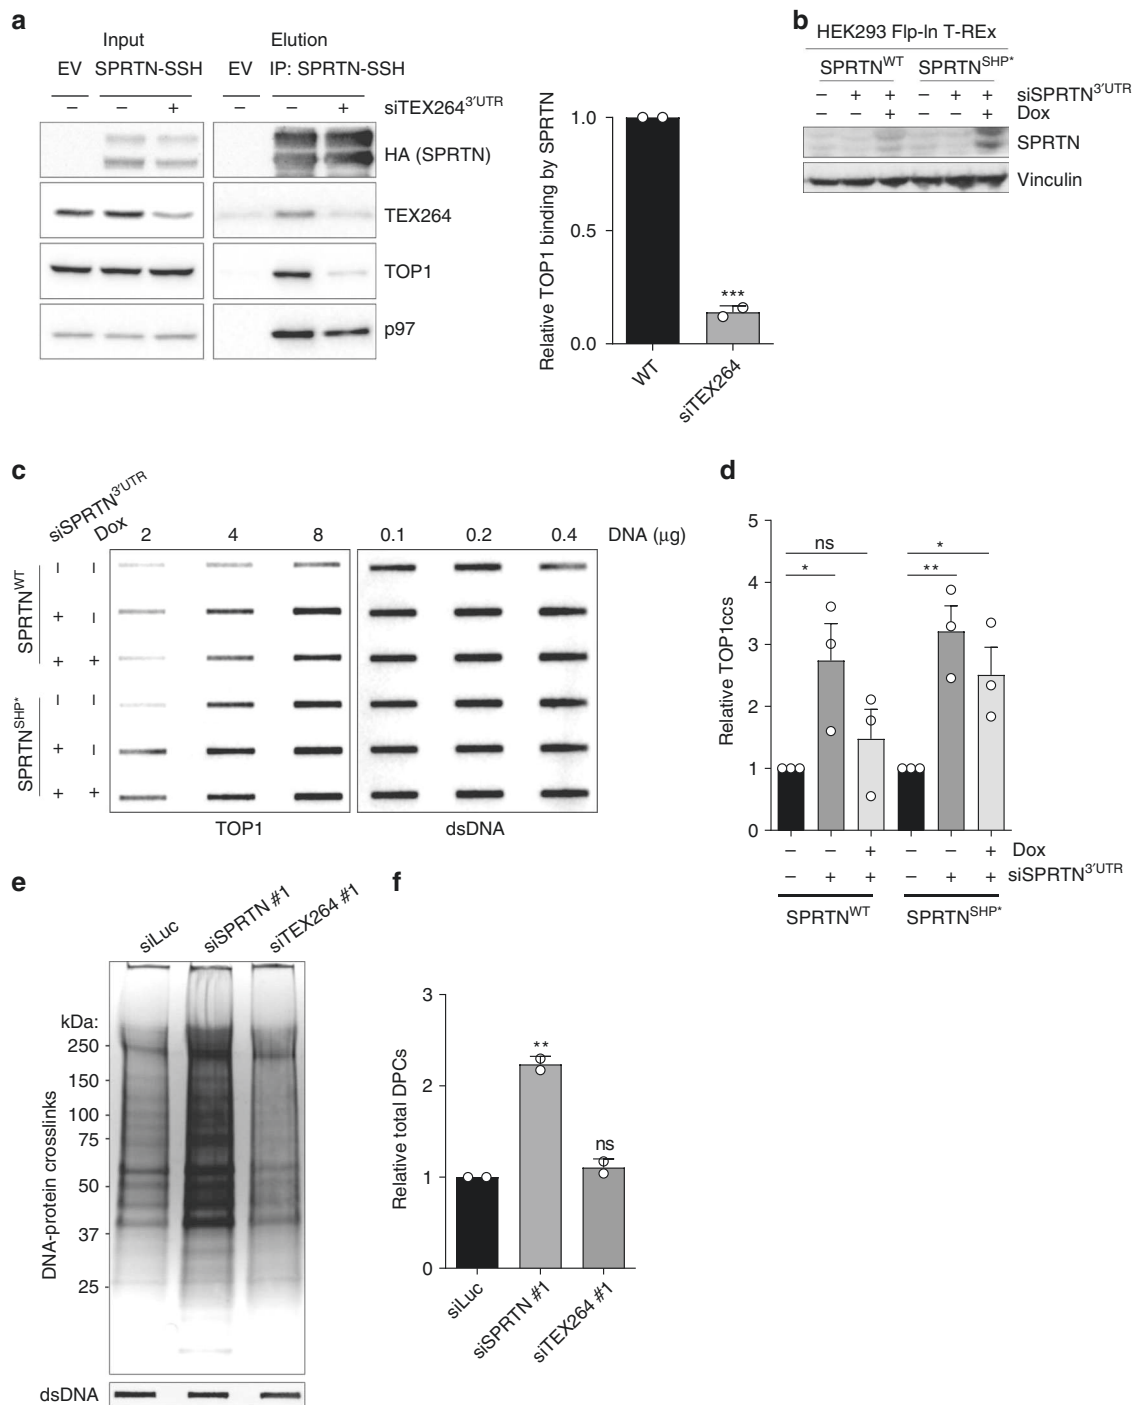 a
Input
Elution
EV SPRTN-SSH
EV IP: SPRTN-SSH
– – + – – + siTEX264 3′UTR
HA (SPRTN)
TEX264
TOP1
p97
Relative TOP1 binding by SPRTN
1.0
0.5
0.0
***
WT
siTEX264
b
HEK293 Flp-In T-REx
SPRTN WT SPRTN SHP*
– + + – + + siSPRTN 3′UTR
– – + – – + Dox
SPRTN
Vinculin
c
siSPRTN 3′UTR
Dox
2 4 8 0.1 0.2 0.4 DNA (μg)
SPRTN WT
– –
+ –
+ +
SPRTN SHP*
– –
+ –
+ +
TOP1
dsDNA
d
Relative TOP1ccs
5
4
3
2
1
0
ns
*
*
**
– – + – – + Dox
– + + – + + siSPRTN 3′UTR
SPRTN WT
SPRTN SHP*
e
siLuc
siSPRTN #1
siTEX264 #1
kDa:
250
150
100
75
50
37
25
DNA-protein crosslinks
dsDNA
f
Relative total DPCs
3
2
1
0
**
ns
siLuc
siSPRTN #1
siTEX264 #1